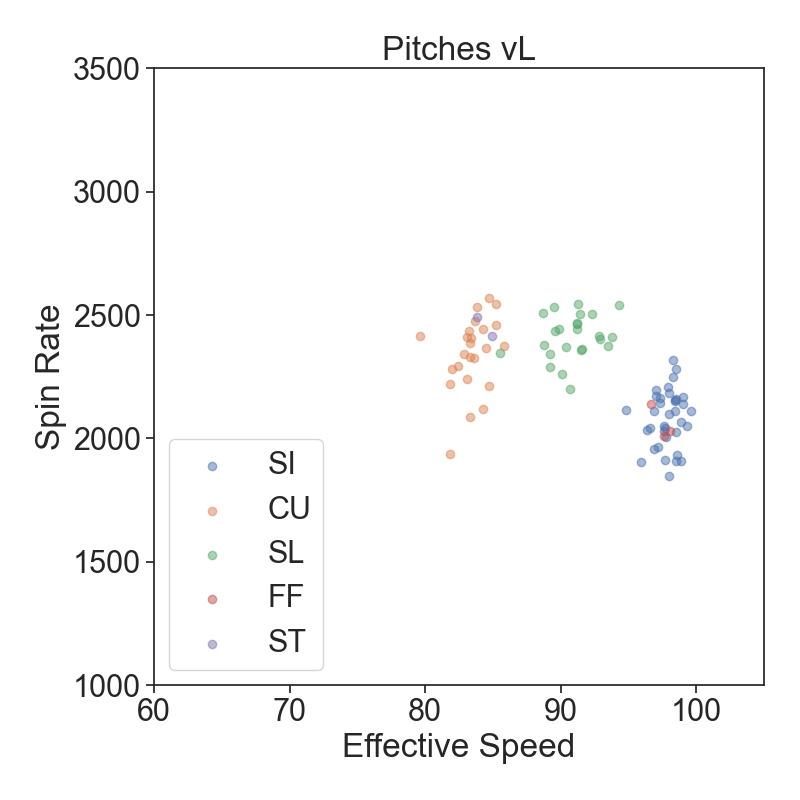 Pitches vL
3500
3000
2500
2000
1500
1000
Spin Rate
SI
CU
SL
FF
ST
60 70 80 90 100
Effective Speed